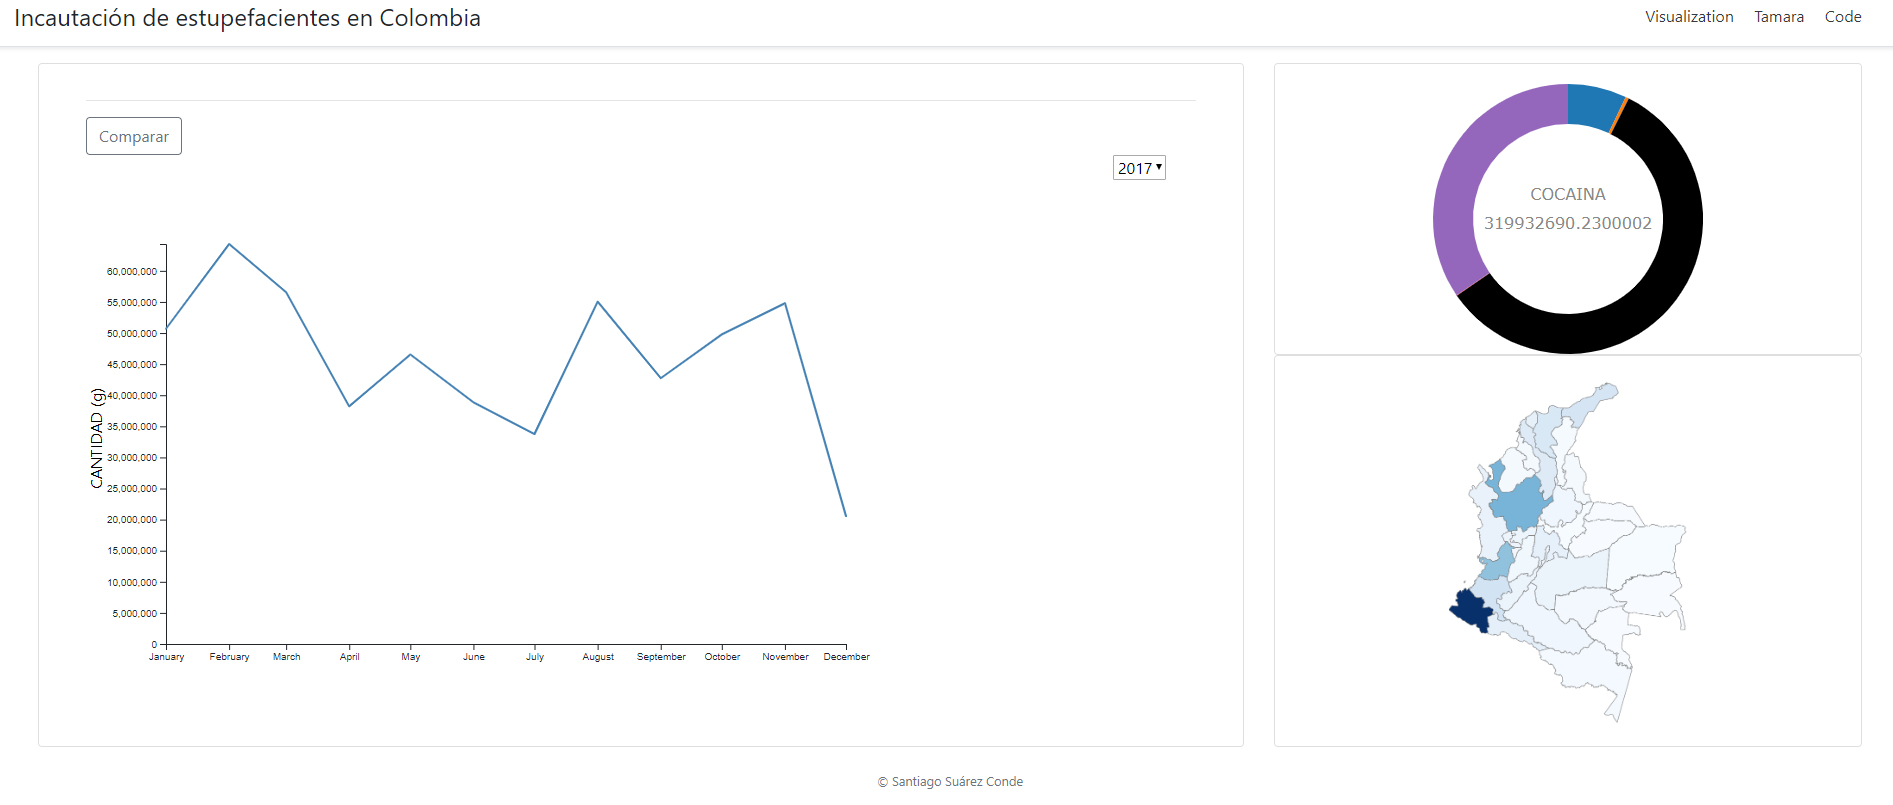 Incautación de estupefacientes en Colombia
Visualization Tamara Code
Comparar
2017
CANTIDAD (g)
60,000,000
55,000,000
50,000,000
45,000,000
40,000,000
35,000,000
30,000,000
25,000,000
20,000,000
15,000,000
10,000,000
5,000,000
0
January February March April May June July August September October November December
COCAINA
319932690.2300002
© Santiago Suárez Conde